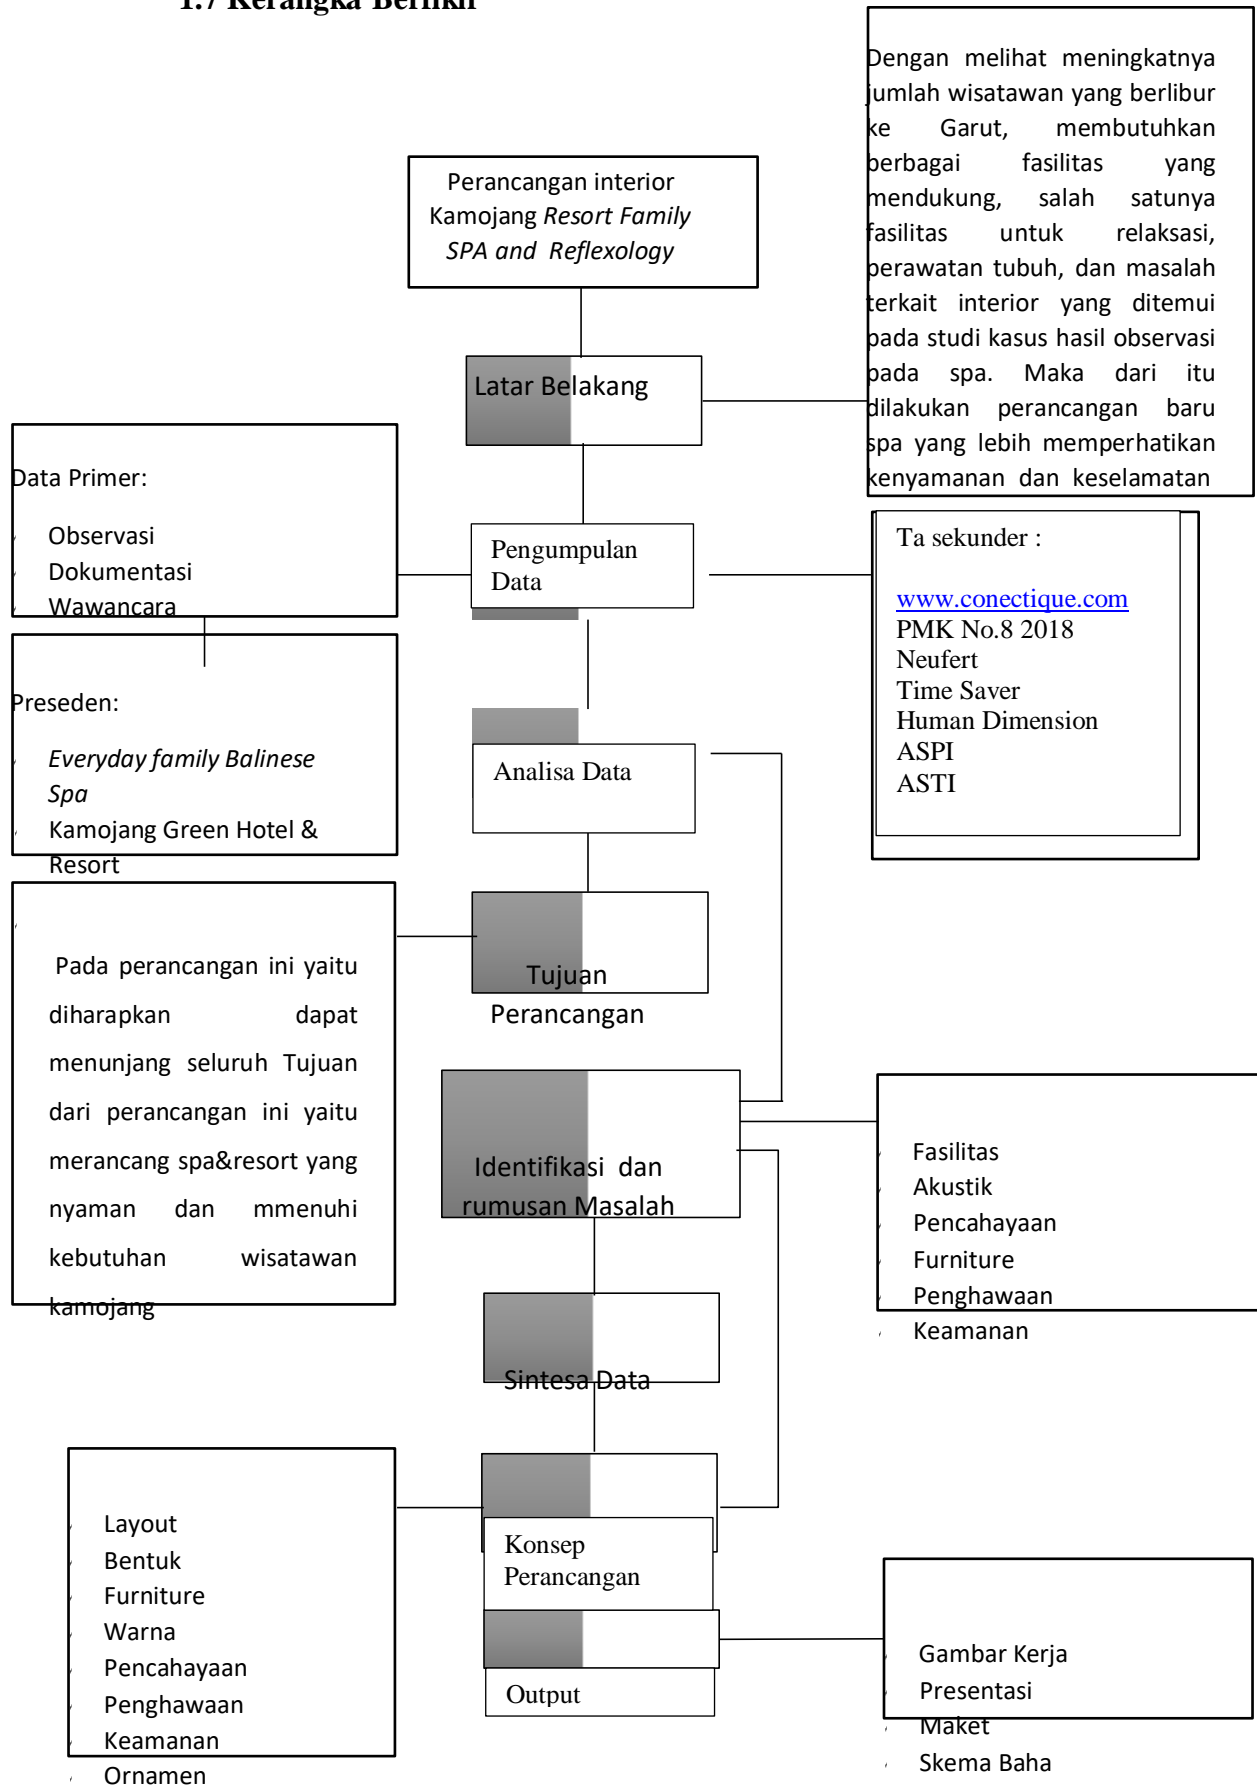 1.7 Kerangka Berfikir
Perancangan interior
Kamojang Resort Family
SPA and Reflexology
Dengan melihat meningkatnya
jumlah wisatawan yang berlibur
ke Garut, membutuhkan
berbagai fasilitas yang
mendukung, salah satunya
fasilitas untuk relaksasi,
perawatan tubuh, dan masalah
terkait interior yang ditemui
pada studi kasus hasil observasi
pada spa. Maka dari itu
dilakukan perancangan baru
spa yang lebih memperhatikan
kenyamanan dan keselamatan
Latar Belakang
Data Primer:
Observasi
Dokumentasi
Wawancara
Pengumpulan
Data
Ta sekunder :
www.conectique.com
PMK No.8 2018
Neufert
Time Saver
Human Dimension
ASPI
ASTI
Preseden:
Everyday family Balinese
Spa
Kamojang Green Hotel &
Resort
Analisa Data
Tujuan
Perancangan
Pada perancangan ini yaitu
diharapkan dapat
menunjang seluruh Tujuan
dari perancangan ini yaitu
merancang spa&resort yang
nyaman dan mmenuhi
kebutuhan wisatawan
kamojang
Identifikasi dan
rumusan Masalah
Fasilitas
Akustik
Pencahayaan
Furniture
Penghawaan
Keamanan
Sintesa Data
Layout
Bentuk
Furniture
Warna
Pencahayaan
Penghawaan
Keamanan
Ornamen
Konsep
Perancangan
Output
Gambar Kerja
Presentasi
Maket
Skema Baha